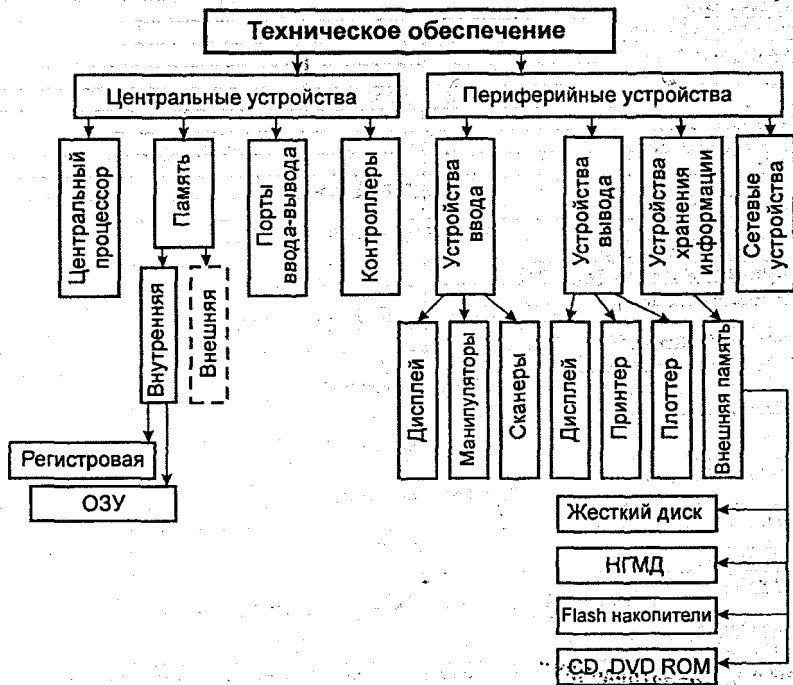 Техническое обеспечение
Центральные устройства
Периферийные устройства
Центральный
процессор
Память
Порты
ввода-вывода
Контроллеры
Устройства
ввода
Устройства
вывода
Устройства
хранения
информации
Сетевые
устройства
Внутренняя
Внешняя
Дисплей
Манипуляторы
Сканеры
Дисплей
Принтер
Плоттер
Внешняя память
Регистровая
ОЗУ
Жесткий диск
НГМД
Flash накопители
CD, DVD ROM